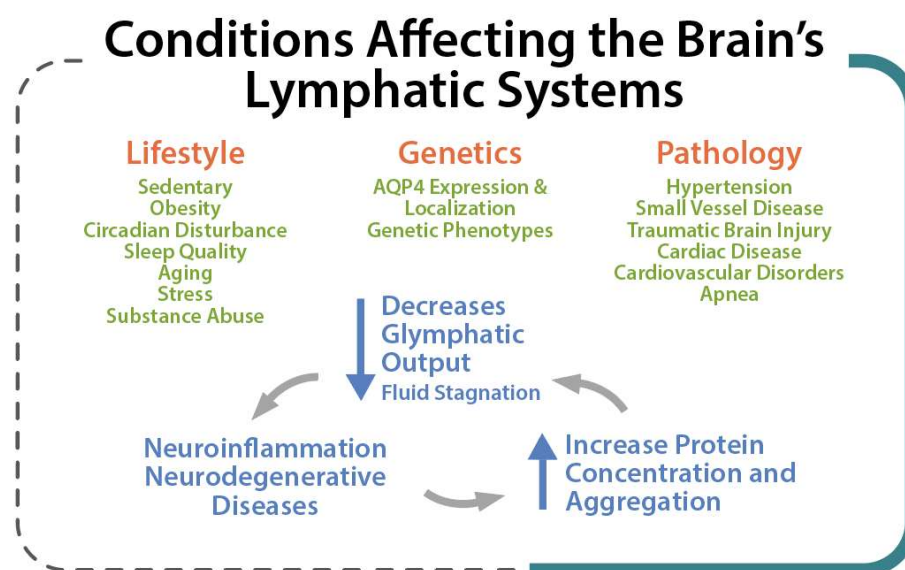 Conditions Affecting the Brain’s
Lymphatic Systems
Lifestyle
Sedentary
Obesity
Circadian Disturbance
Sleep Quality
Aging
Stress
Substance Abuse
Genetics
AQP4 Expression &
Localization
Genetic Phenotypes
Pathology
Hypertension
Small Vessel Disease
Traumatic Brain Injury
Cardiac Disease
Cardiovascular Disorders
Apnea
Decreases
Glymphatic
Output
Fluid Stagnation
Neuroinflammation
Neurodegenerative
Diseases
Increase Protein
Concentration and
Aggregation